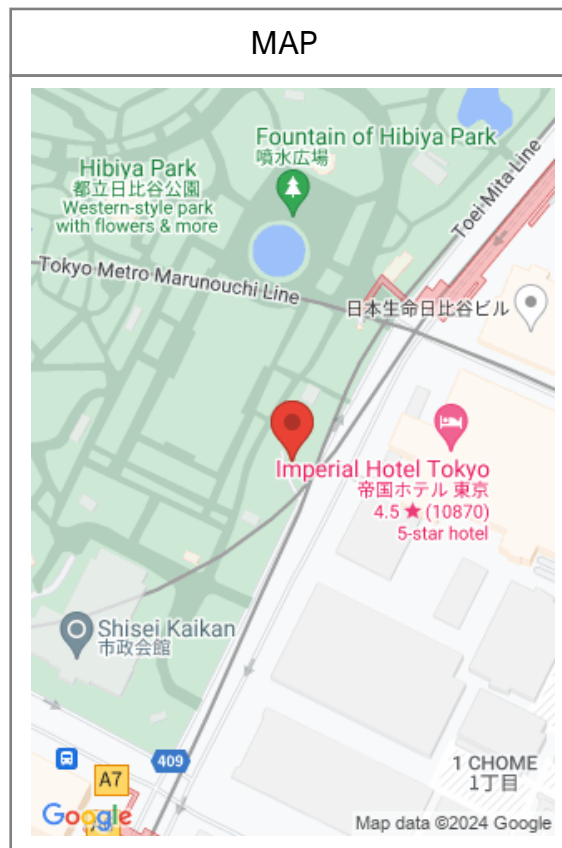 MAP
Fountain of Hibiya Park
噴水広場
Hibiya Park
都立日比谷公園
Western-style park
with flowers & more
Toei Mita Line
Tokyo Metro Marunouchi Line
日本生命日比谷ビル
Imperial Hotel Tokyo
帝国ホテル 東京
4.5 ★ (10870)
5-star hotel
Shisei Kaikan
市政会館
409
1 CHOME
1丁目
A7
Google
Map data ©2024 Google